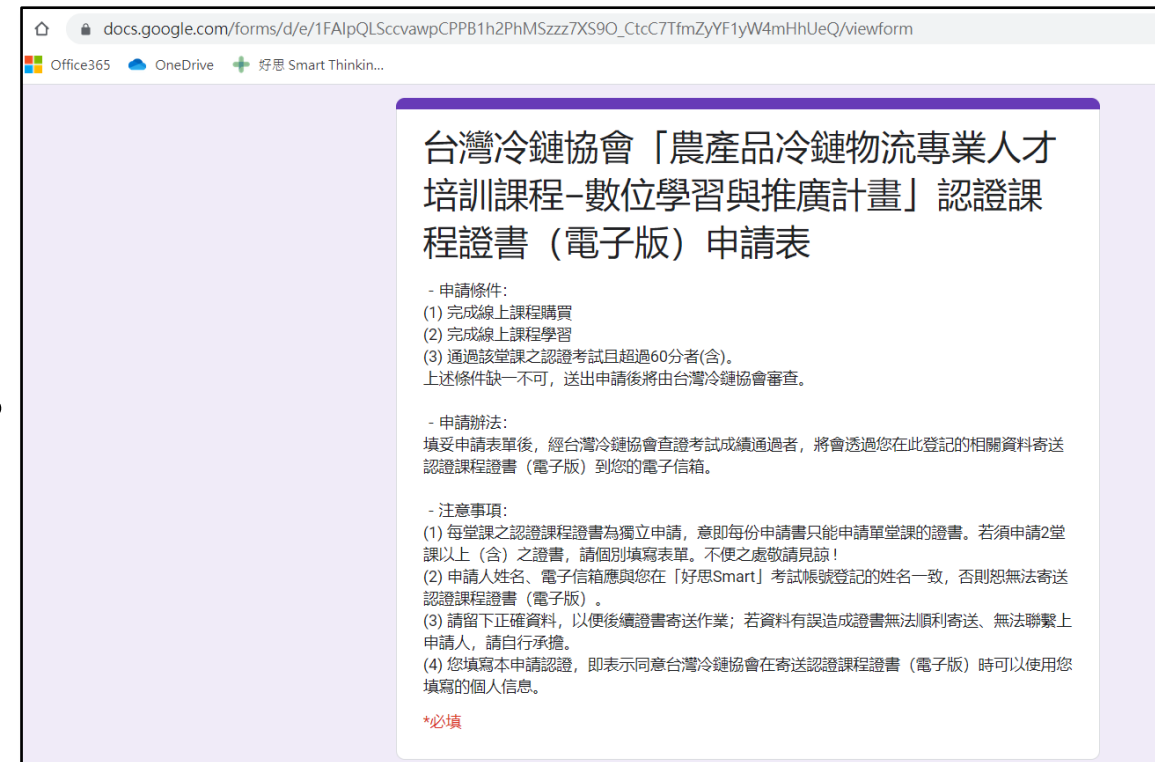 docs.google.com/forms/d/e/1FAIpQLSccvawpCPPB1h2PhMSzzz7XS9O_CtcC7TfmZyYF1yW4mHhUeQ/viewform
Office365 OneDrive 好思 Smart Thinkin...
台灣冷鏈協會「農產品冷鏈物流專業人才
培訓課程–數位學習與推廣計畫」認證課
程證書（電子版）申請表
- 申請條件：
(1) 完成線上課程購買
(2) 完成線上課程學習
(3) 通過該堂課之認證考試且超過60分者(含)。
上述條件缺一不可，送出申請後將由台灣冷鏈協會審查。
- 申請辦法：
填妥申請表單後，經台灣冷鏈協會查證考試成績通過者，將會透過您在此登記的相關資料寄送
認證課程證書（電子版）到您的電子信箱。
- 注意事項：
(1) 每堂課之認證課程證書為獨立申請，意即每份申請書只能申請單堂課的證書。若須申請2堂
課以上（含）之證書，請個別填寫表單。不便之處敬請見諒！
(2) 申請人姓名、電子信箱應與您在「好思Smart」考試帳號登記的姓名一致，否則恕無法寄送
認證課程證書（電子版）。
(3) 請留下正確資料，以便後續證書寄送作業；若資料有誤造成證書無法順利寄送、無法聯繫上
申請人，請自行承擔。
(4) 您填寫本申請認證，即表示同意台灣冷鏈協會在寄送認證課程證書（電子版）時可以使用您
填寫的個人信息。
*必填